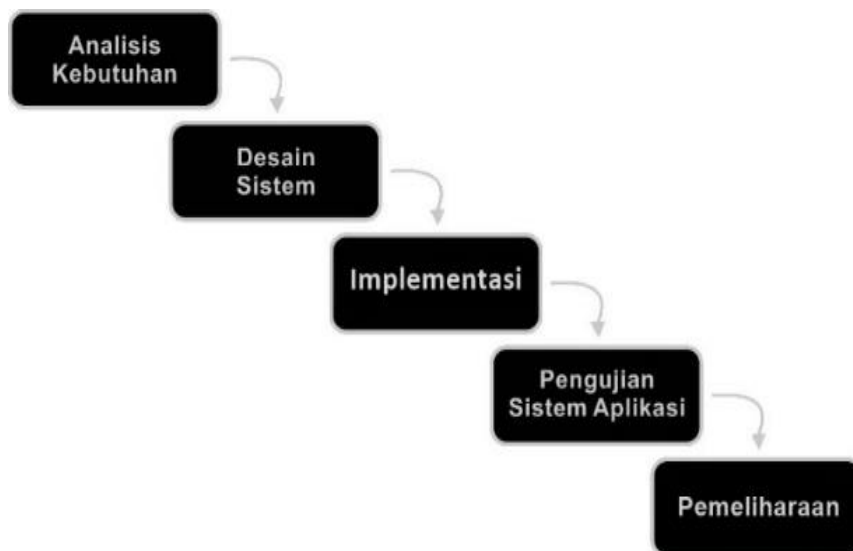 Analisis
Kebutuhan
Desain
Sistem
Implementasi
Pengujian
Sistem Aplikasi
Pemeliharaan